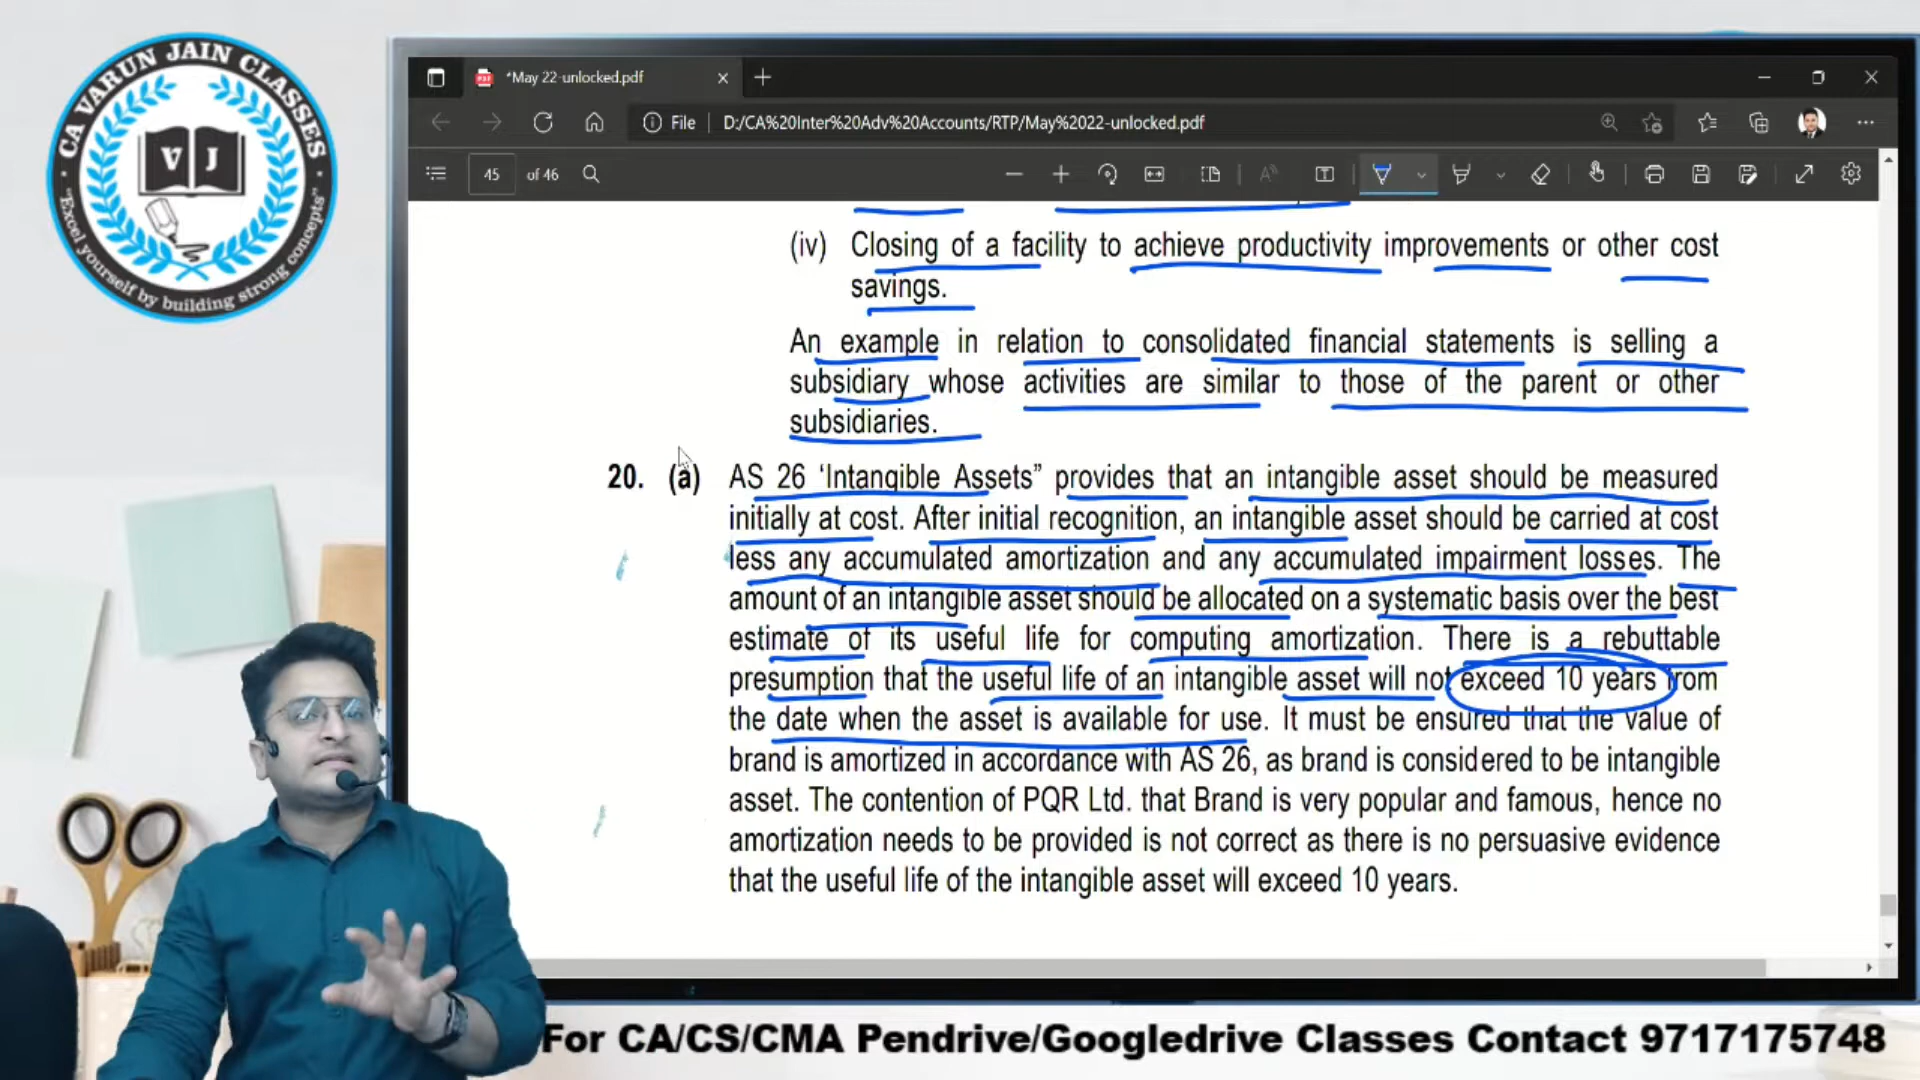 CA VARUN JAIN CLASSES
V J
"Excel yourself by building strong concepts"
*May 22-unlocked.pdf
File
D:/CA%20Inter%20Adv%20Accounts/RTP/May%2022-unlocked.pdf
45 of 46
(iv) Closing of a facility to achieve productivity improvements or other cost
savings.
An example in relation to consolidated financial statements is selling a
subsidiary whose activities are similar to those of the parent or other
subsidiaries.
20. (a) AS 26 ‘Intangible Assets” provides that an intangible asset should be measured
initially at cost. After initial recognition, an intangible asset should be carried at cost
less any accumulated amortization and any accumulated impairment losses. The
amount of an intangible asset should be allocated on a systematic basis over the best
estimate of its useful life for computing amortization. There is a rebuttable
presumption that the useful life of an intangible asset will not exceed 10 years from
the date when the asset is available for use. It must be ensured that the value of
brand is amortized in accordance with AS 26, as brand is considered to be intangible
asset. The contention of PQR Ltd. that Brand is very popular and famous, hence no
amortization needs to be provided is not correct as there is no persuasive evidence
that the useful life of the intangible asset will exceed 10 years.
For CA/CS/CMA Pendrive/Googledrive Classes Contact 9717175748